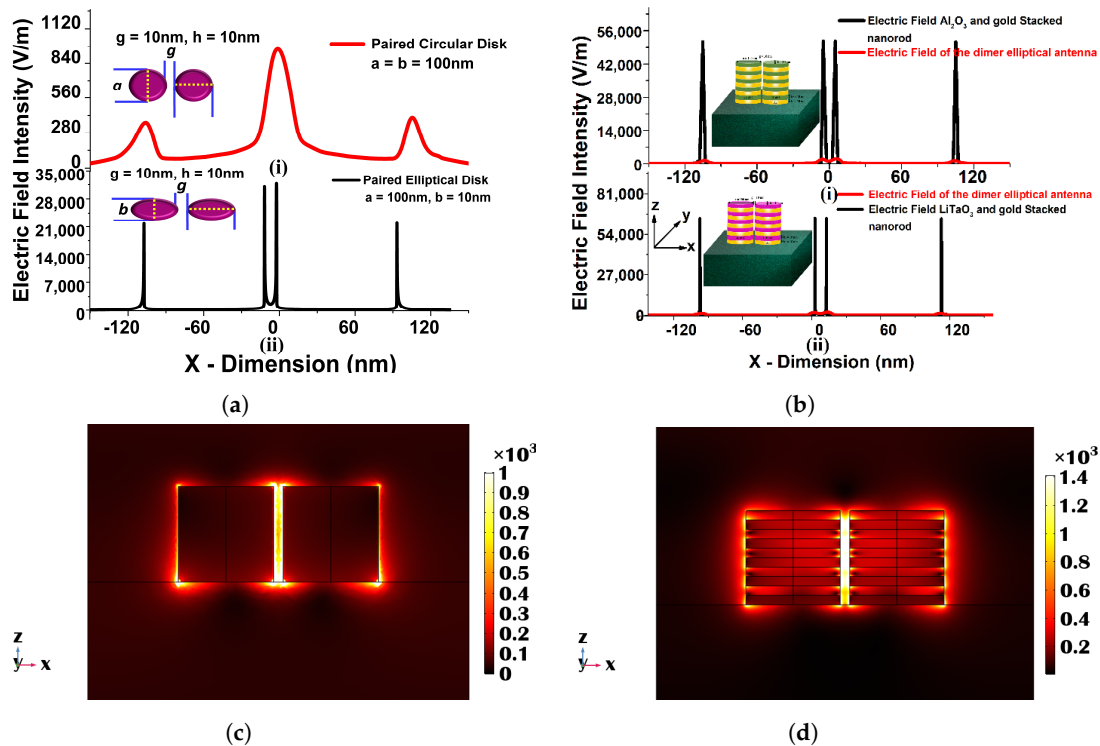 Electric Field Intensity (V/m)
1120
840
560
280
0
g = 10nm, h = 10nm
g
a
Paired Circular Disk
a = b = 100nm
(i)
35,000
28,000
21,000
14,000
7,000
0
g = 10nm, h = 10nm
g
b
Paired Elliptical Disk
a = 100nm, b = 10nm
-120
-60
0
60
120
(ii)
X - Dimension (nm)
(a)
Electric Field Intensity (V/m)
56,000
42,000
28,000
14,000
0
Electric Field Al₂O₃ and gold Stacked
nanorod
Electric Field of the dimer elliptical antenna
-120
-60
0
60
120
(i)
81,000
54,000
27,000
0
Electric Field of the dimer elliptical antenna
Electric Field LiTaO₃ and gold Stacked
nanorod
z
y
x
-120
-60
0
60
120
(ii)
X - Dimension (nm)
(b)
×10³
1
0.9
0.8
0.7
0.6
0.5
0.4
0.3
0.2
0.1
0
z
y
x
(c)
×10³
1.4
1.2
1
0.8
0.6
0.4
0.2
z
y
x
(d)